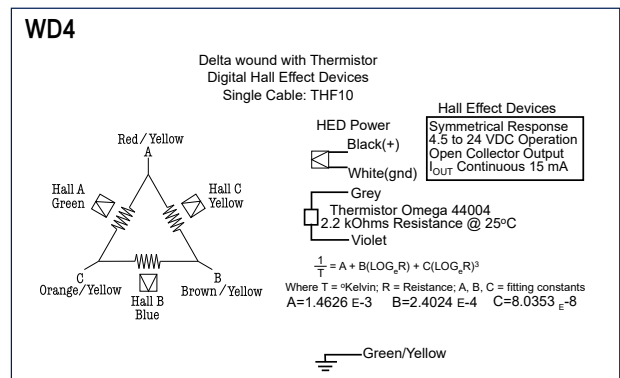 WD4
Delta wound with Thermistor
Digital Hall Effect Devices
Single Cable: THF10
Hall Effect Devices
Symmetrical Response
4.5 to 24 VDC Operation
Open Collector Output
IOUT Continuous 15 mA
HED Power
Black(+)
White(gnd)
Red/Yellow
A
Hall A
Green
Hall C
Yellow
C
Orange/Yellow
Hall B
Blue
B
Brown/Yellow
Grey
Thermistor Omega 44004
2.2 kOhms Resistance @ 25°C
Violet
1/T = A + B(LOGeR) + C(LOGeR)³
Where T = °Kelvin; R = Reistance; A, B, C = fitting constants
A=1.4626 E-3 B=2.4024 E-4 C=8.0353 E-8
Green/Yellow